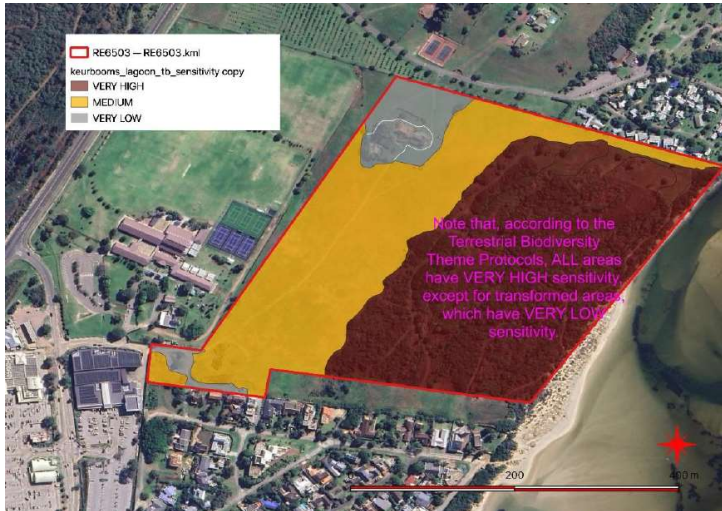 RE6503 — RE6503.kml
keurbooms_lagoon_tb_sensitivity copy
VERY HIGH
MEDIUM
VERY LOW
Note that, according to the
Terrestrial Biodiversity
Theme Protocols, ALL areas
have VERY HIGH sensitivity,
except for transformed areas,
which have VERY LOW
sensitivity.
200
400 m